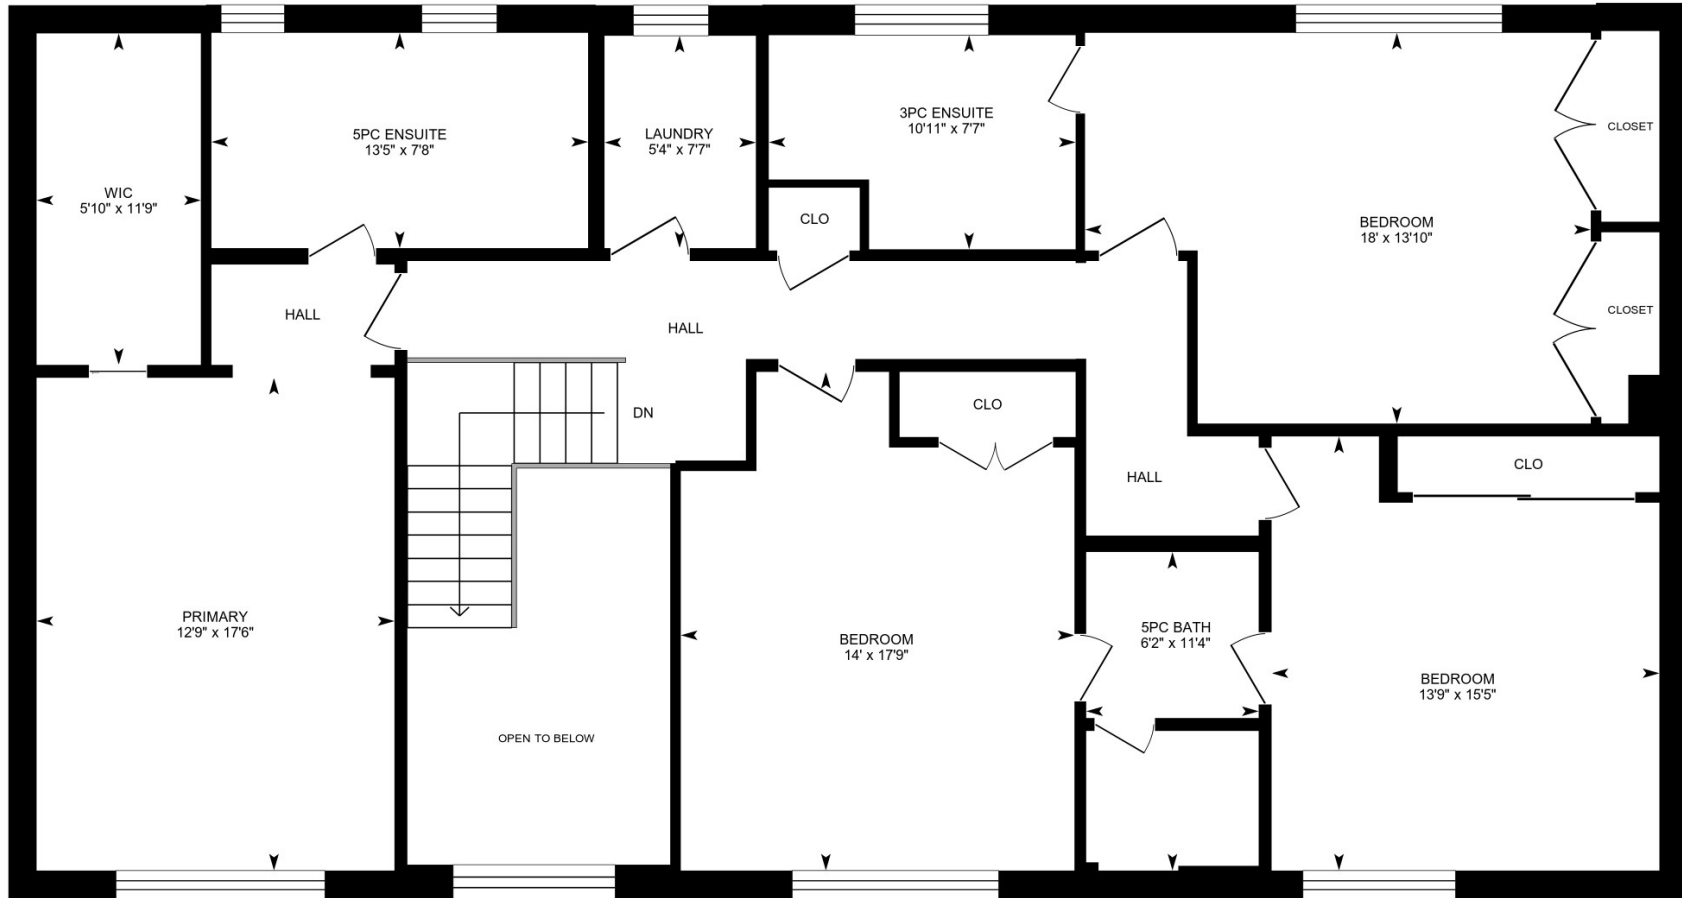 5PC ENSUITE
13'5" x 7'8"
LAUNDRY
5'4" x 7'7"
3PC ENSUITE
10'11" x 7'7"
CLOSET
WIC
5'10" x 11'9"
CLO
BEDROOM
18' x 13'10"
HALL
HALL
CLOSET
DN
CLO
HALL
CLO
PRIMARY
12'9" x 17'6"
BEDROOM
14' x 17'9"
5PC BATH
6'2" x 11'4"
BEDROOM
13'9" x 15'5"
OPEN TO BELOW